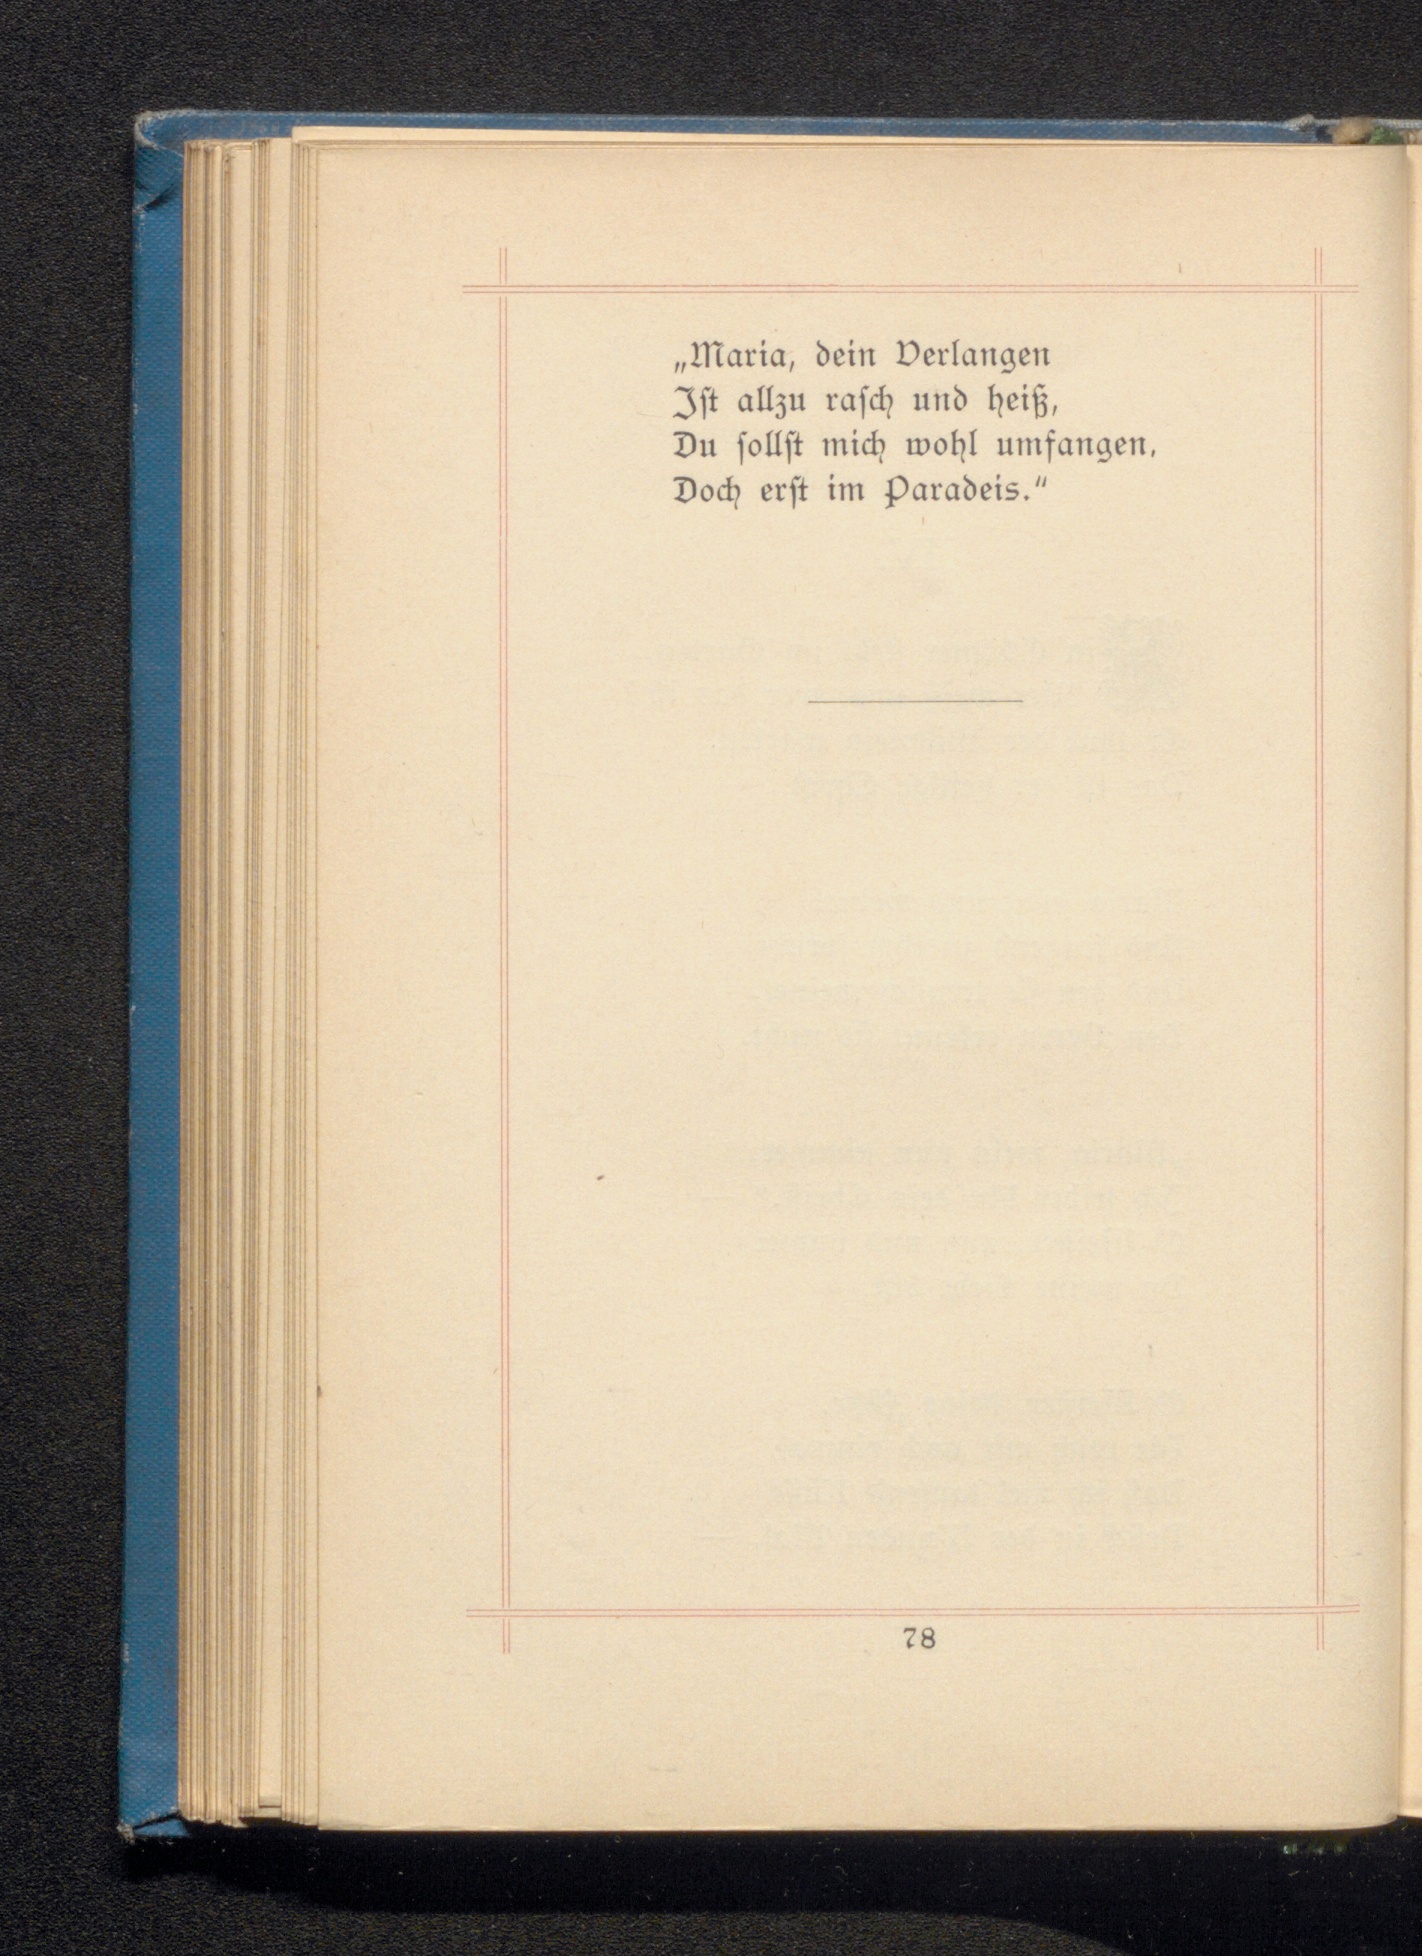 „Maria, dein Verlangen
Iſt allzu raſch und heiß,
Du ſollſt mich wohl umfangen,
Doch erſt im Paradeis.“
78